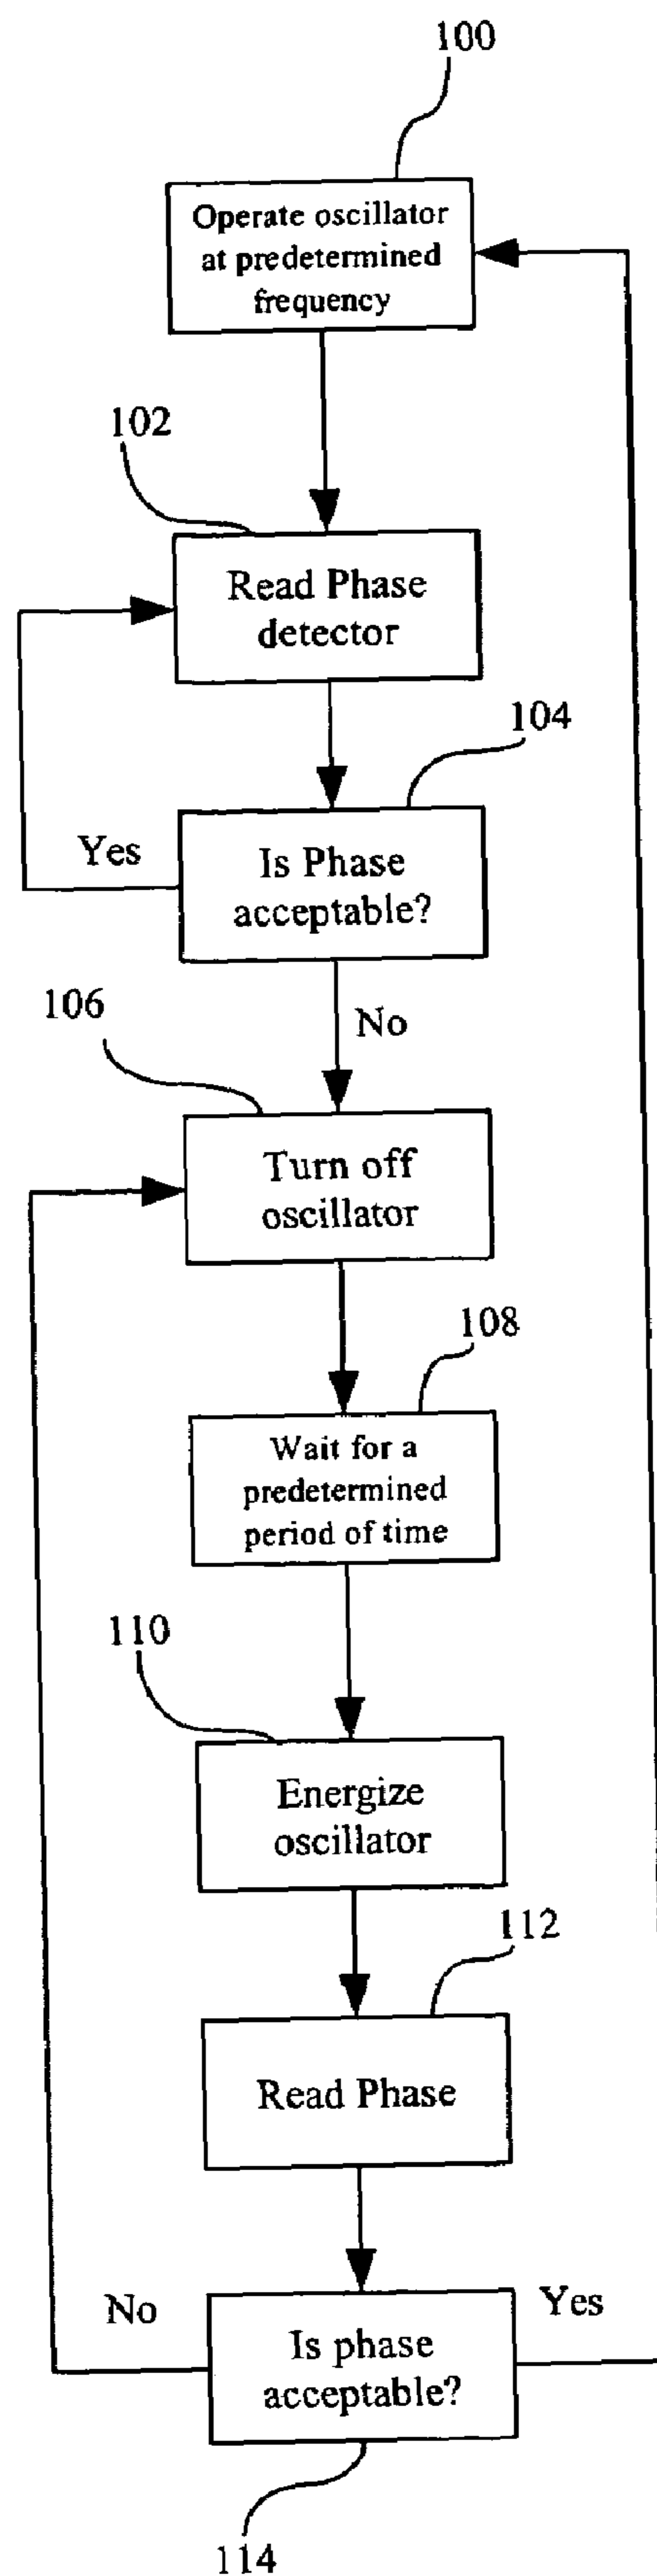 100
Operate oscillator
at predetermined
frequency
102
Read Phase
detector
104
Yes
Is Phase
acceptable?
106
No
Turn off
oscillator
108
Wait for a
predetermined
period of time
110
Energize
oscillator
112
Read Phase
No
Yes
Is phase
acceptable?
114